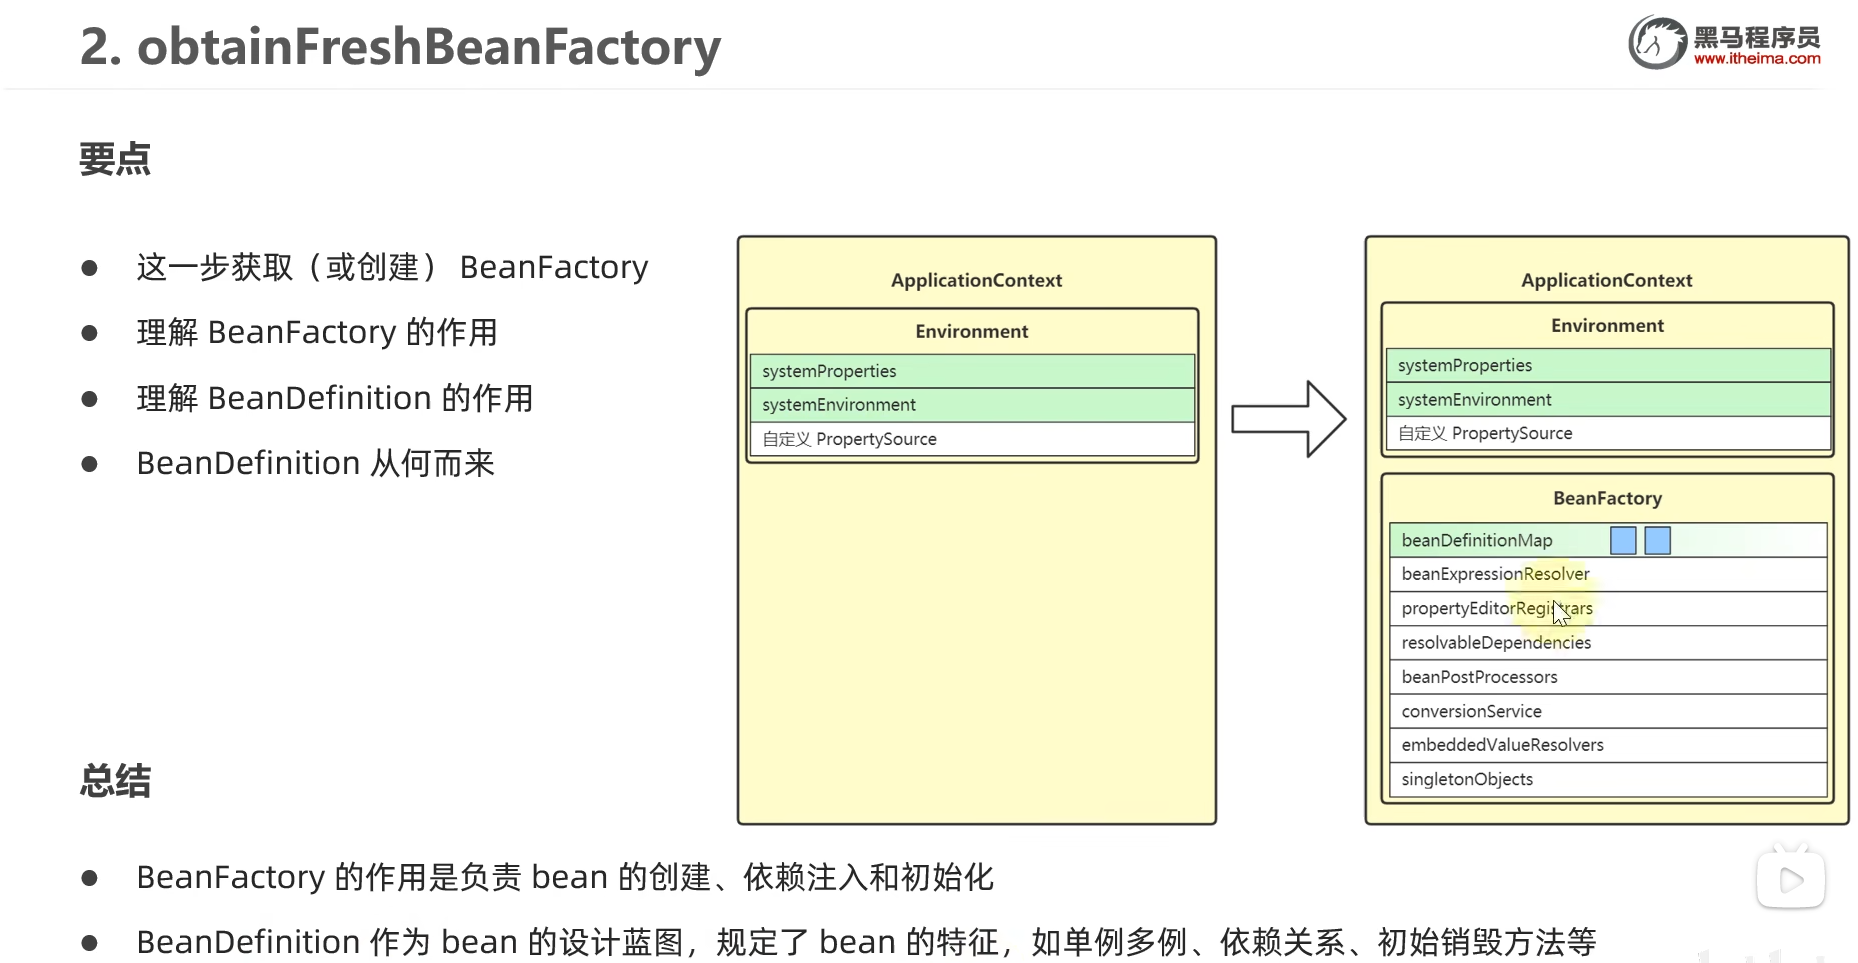 2. obtainFreshBeanFactory
黑马程序员
www.itheima.com
要点
这一步获取（或创建） BeanFactory
理解 BeanFactory 的作用
理解 BeanDefinition 的作用
BeanDefinition 从何而来
ApplicationContext
Environment
systemProperties
systemEnvironment
自定义 PropertySource
ApplicationContext
Environment
systemProperties
systemEnvironment
自定义 PropertySource
BeanFactory
beanDefinitionMap
beanExpressionResolver
propertyEditorRegistrars
resolvableDependencies
beanPostProcessors
conversionService
embeddedValueResolvers
singletonObjects
总结
BeanFactory 的作用是负责 bean 的创建、依赖注入和初始化
BeanDefinition 作为 bean 的设计蓝图，规定了 bean 的特征，如单例多例、依赖关系、初始销毁方法等